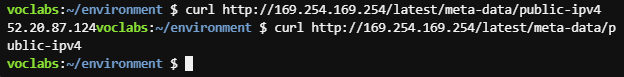 voclabs:~/environment $ curl http://169.254.169.254/latest/meta-data/public-ipv4
52.20.87.124voclabs:~/environment $ curl http://169.254.169.254/latest/meta-data/p
ublic-ipv4
voclabs:~/environment $